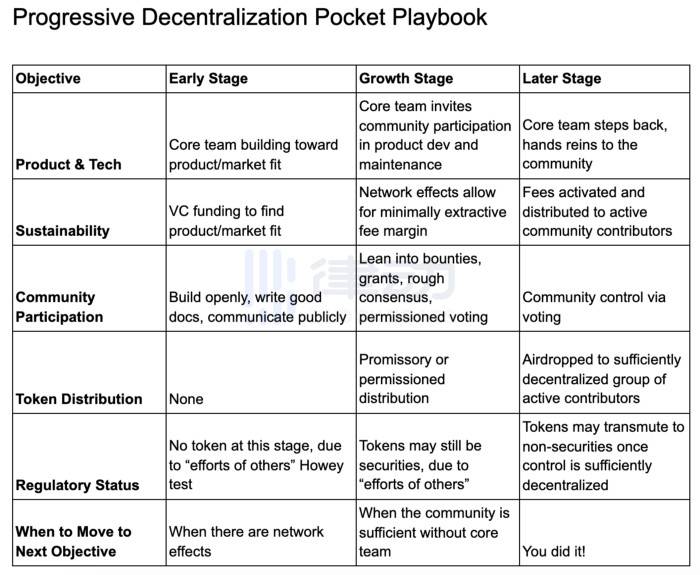 Progressive Decentralization Pocket Playbook
Objective
Early Stage
Growth Stage
Later Stage
Product & Tech
Core team building toward
product/market fit
Core team invites
community participation
in product dev and
maintenance
Core team steps back,
hands reins to the
community
Sustainability
VC funding to find
product/market fit
Network effects allow
for minimally extractive
fee margin
Fees activated and
distributed to active
community contributors
Community
Participation
Build openly, write good
docs, communicate publicly
Lean into bounties,
grants, rough
consensus,
permissioned voting
Community control via
voting
Token Distribution
None
Promissory or
permissioned
distribution
Airdropped to sufficiently
decentralized group of
active contributors
Regulatory Status
No token at this stage, due
to “efforts of others” Howey
test
Tokens may still be
securities, due to
“efforts of others”
Tokens may transmute to
non-securities once
control is sufficiently
decentralized
When to Move to
Next Objective
When there are network
effects
When the community is
sufficient without core
team
You did it!